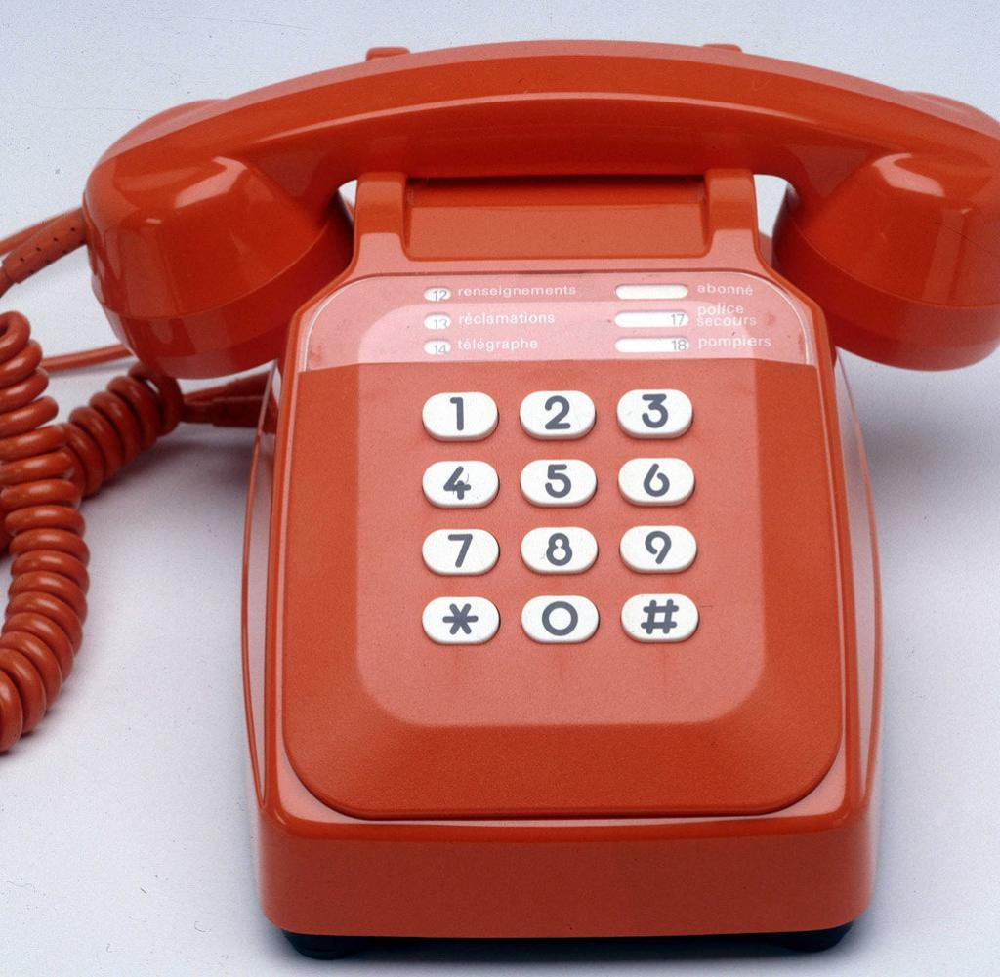 12 renseignements abonné
13 réclamations 17 police secours
14 télégraphe 18 pompiers
1 2 3
4 5 6
7 8 9
* 0 #